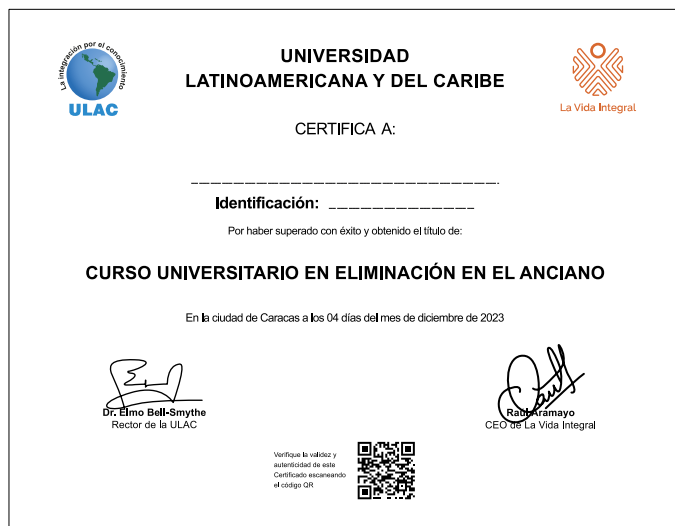 La integración por el conocimiento
ULAC
UNIVERSIDAD
LATINOAMERICANA Y DEL CARIBE
La Vida Integral
CERTIFICA A:
Identificación:
Por haber superado con éxito y obtenido el título de:
CURSO UNIVERSITARIO EN ELIMINACIÓN EN EL ANCIANO
En la ciudad de Caracas a los 04 días del mes de diciembre de 2023
Dr. Elmo Bell-Smythe
Rector de la ULAC
Raúl Aramayo
CEO de La Vida Integral
Verifique la validez y
autenticidad de este
Certificado escaneando
el código QR